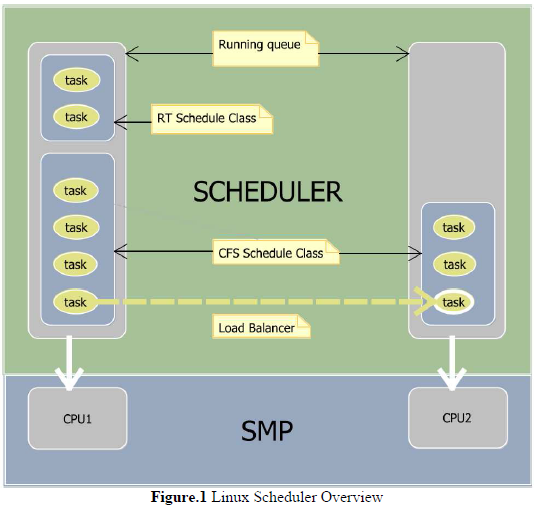 Running queue
task
task
RT Schedule Class
task
SCHEDULER
task
task
task
CFS Schedule Class
task
task
task
task
Load Balancer
CPU1
CPU2
SMP
Figure.1 Linux Scheduler Overview